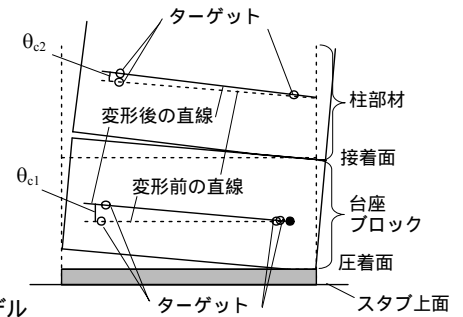 ターゲット
θc2
柱部材
変形後の直線
接着面
θc1
変形前の直線
台座
ブロック
圧着面
デル
ターゲット
スタブ上面